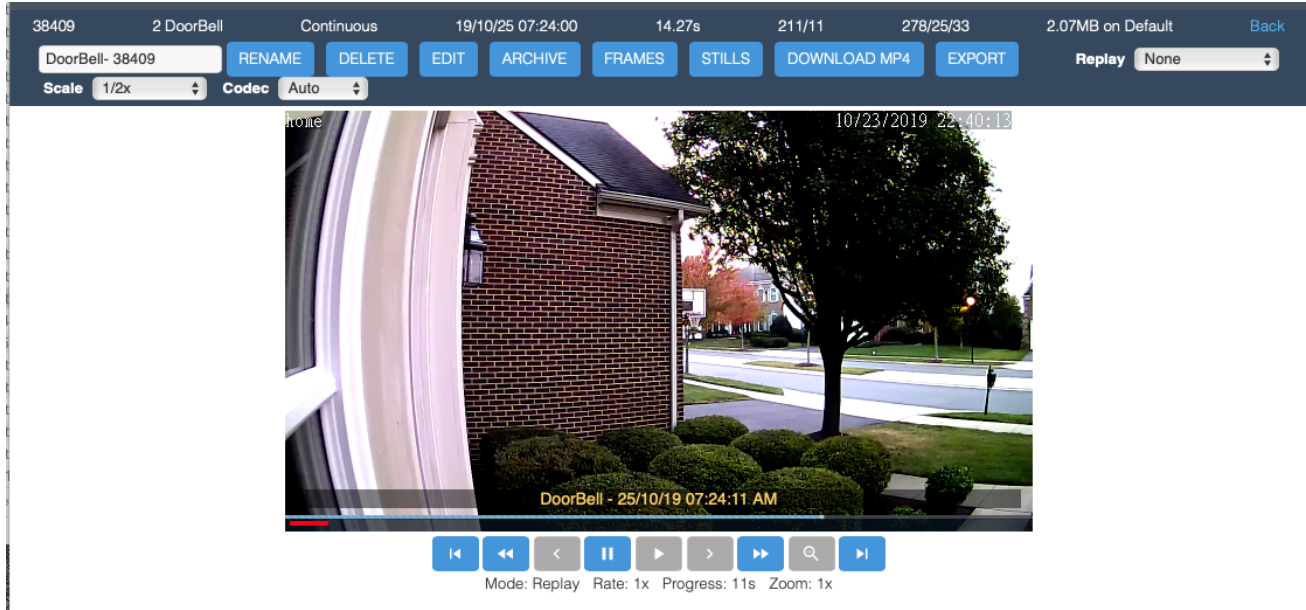 38409 2 DoorBell Continuous 19/10/25 07:24:00 14.27s 211/11 278/25/33 2.07MB on Default Back
DoorBell- 38409 RENAME DELETE EDIT ARCHIVE FRAMES STILLS DOWNLOAD MP4 EXPORT Replay None
Scale 1/2x Codec Auto
home 10/23/2019 22:40:13
DoorBell - 25/10/19 07:24:11 AM
Mode: Replay Rate: 1x Progress: 11s Zoom: 1x